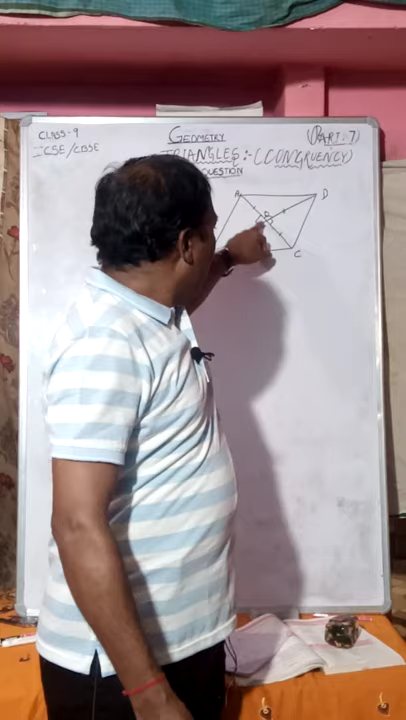 CLASS-9
ICSE/CBSE
GEOMETRY
(PART:-7)
TRIANGLES:-(CONGRUENCY)
QUESTION
A
D
O
C